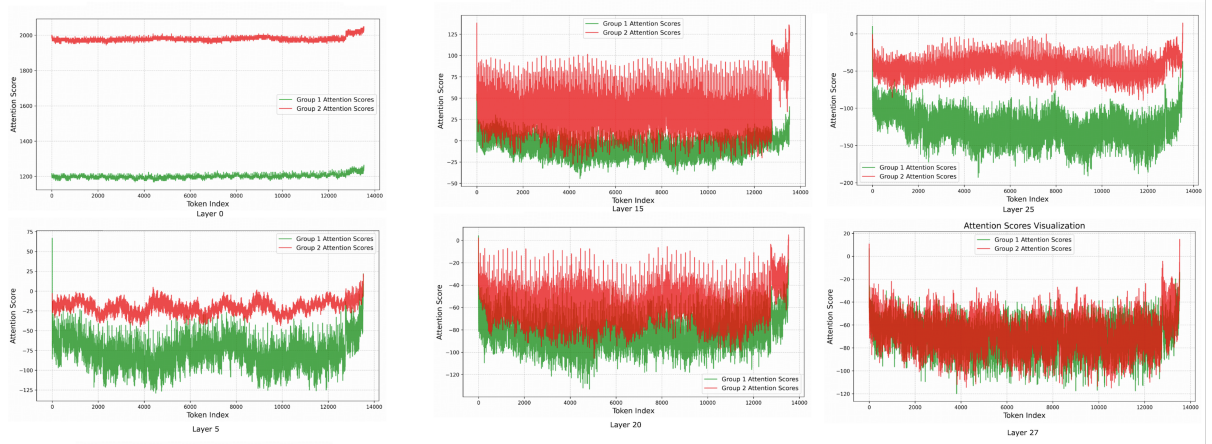 2000
1800
1600
1400
1200
Attention Score
Group 1 Attention Scores
Group 2 Attention Scores
0 2000 4000 6000 8000 10000 12000 14000
Token Index
Layer 0
125
100
75
50
25
0
−25
−50
Attention Score
Group 1 Attention Scores
Group 2 Attention Scores
0 2000 4000 6000 8000 10000 12000 14000
Token Index
Layer 15
0
−50
−100
−150
−200
Attention Score
Group 1 Attention Scores
Group 2 Attention Scores
0 2000 4000 6000 8000 10000 12000 14000
Token Index
Layer 25
75
50
25
0
−25
−50
−75
−100
−125
Attention Score
Group 1 Attention Scores
Group 2 Attention Scores
0 2000 4000 6000 8000 10000 12000 14000
Token Index
Layer 5
0
−20
−40
−60
−80
−100
−120
Attention Score
Group 1 Attention Scores
Group 2 Attention Scores
0 2000 4000 6000 8000 10000 12000 14000
Token Index
Layer 20
Attention Scores Visualization
20
0
−20
−40
−60
−80
−100
−120
Attention Score
Group 1 Attention Scores
Group 2 Attention Scores
0 2000 4000 6000 8000 10000 12000 14000
Token Index
Layer 27